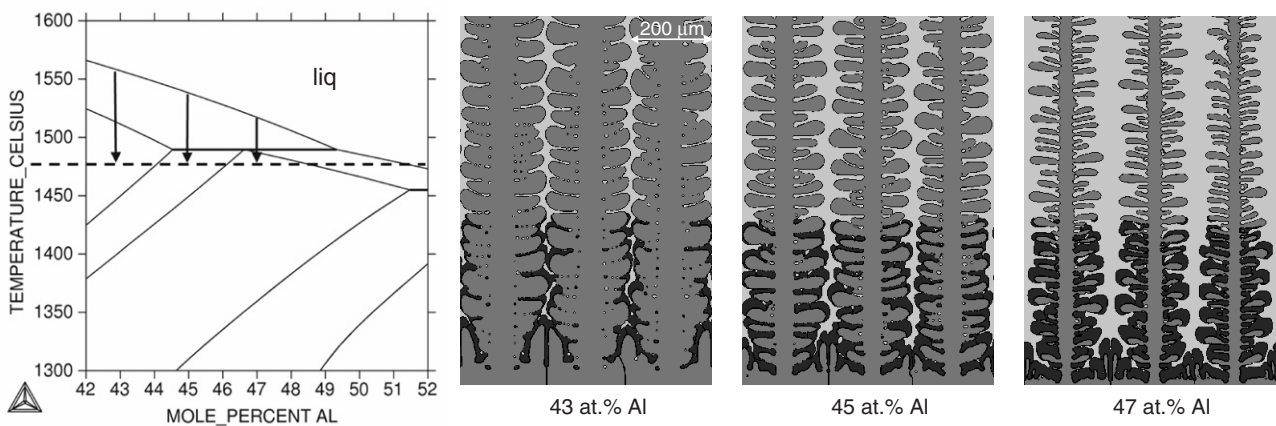 1600
1550
1500
1450
1400
1350
1300
TEMPERATURE_CELSIUS
liq
42 43 44 45 46 47 48 49 50 51 52
MOLE_PERCENT AL
200 μm
43 at.% Al
45 at.% Al
47 at.% Al